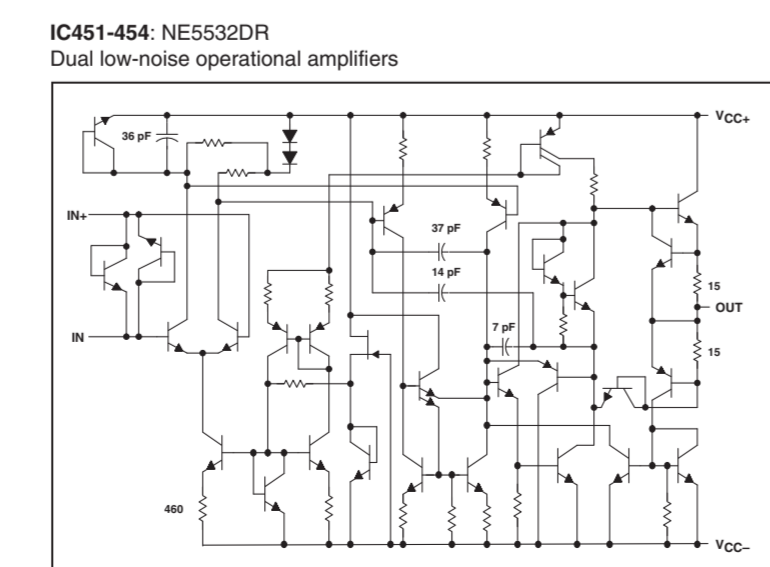 IC451-454: NE5532DR
Dual low-noise operational amplifiers
VCC+
36 pF
IN+
37 pF
14 pF
15
OUT
7 pF
IN
15
460
VCC–